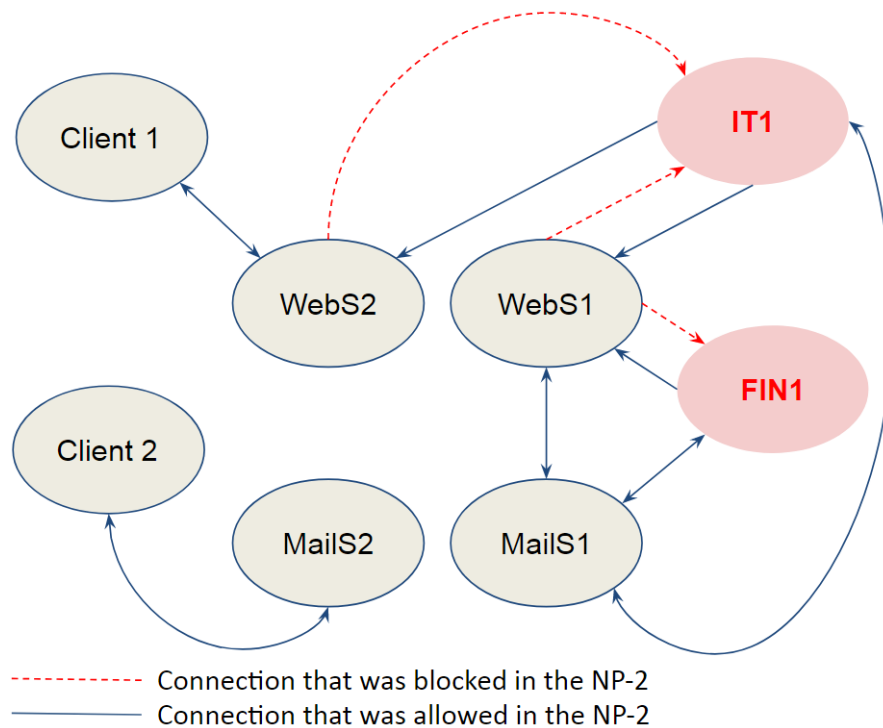 IT1
Client 1
WebS2
WebS1
FIN1
Client 2
MailS2
MailS1
Connection that was blocked in the NP-2
Connection that was allowed in the NP-2